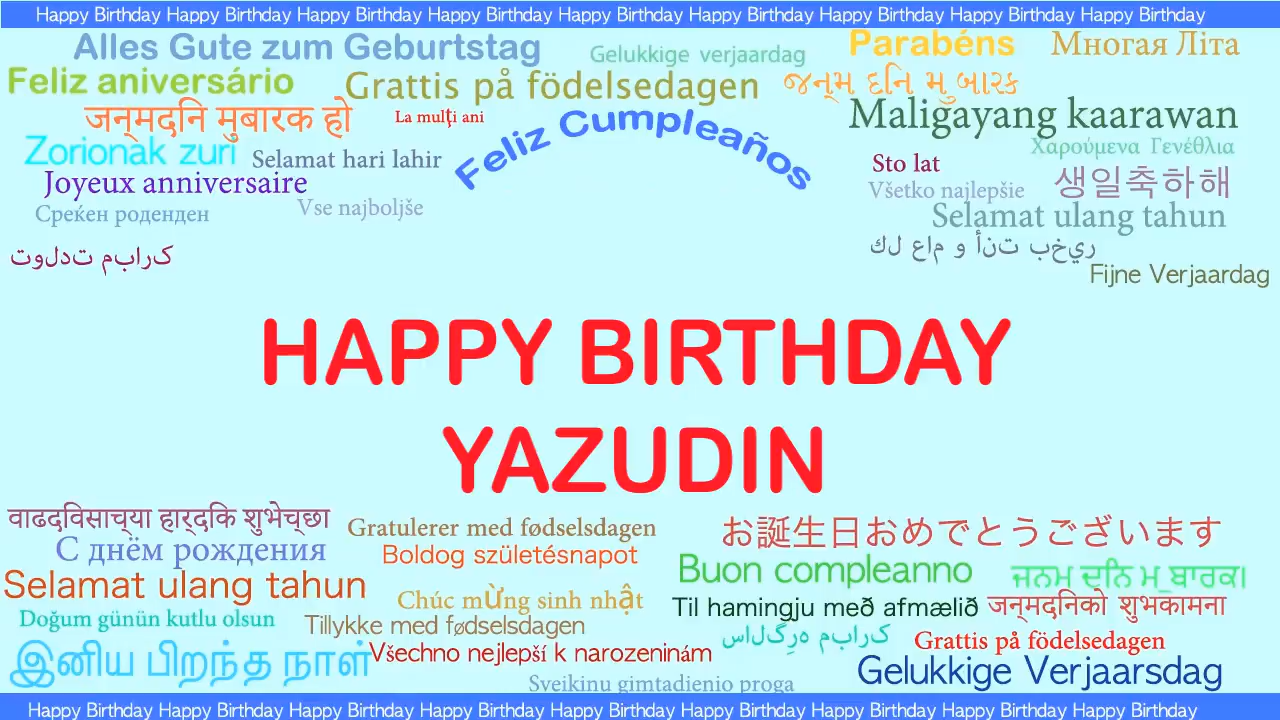 Happy Birthday Happy Birthday Happy Birthday Happy Birthday Happy Birthday Happy Birthday Happy Birthday Happy Birthday Happy Birthday
Alles Gute zum Geburtstag
Gelukkige verjaardag
Parabéns
Многая Літа
Feliz aniversário
Grattis på födelsedagen
જન્મ દિન મુબારક
जन्मदिन मुबारक हो
La mulţi ani
Feliz Cumpleaños
Maligayang kaarawan
Χαρούμενα Γενέθλια
Zorionak zuri
Selamat hari lahir
Sto lat
생일축하해
Joyeux anniversaire
Všetko najlepšie
Среќен роденден
Vse najboljše
Selamat ulang tahun
تولدت مبارک
كل عام و أنت بخير
Fijne Verjaardag
HAPPY BIRTHDAY
YAZUDIN
वाढदिवसाच्या हार्दिक शुभेच्छा
Gratulerer med fødselsdagen
お誕生日おめでとうございます
С днём рождения
Boldog születésnapot
Buon compleanno
ਜਨਮ ਦਿਨ ਮੁਬਾਰਕ।
Selamat ulang tahun
Chúc mừng sinh nhật
Til hamingju með afmælið
जन्मदिनको शुभकामना
Doğum günün kutlu olsun
Tillykke med fødselsdagen
سالگرہ مبارک
Grattis på födelsedagen
இனிய பிறந்த நாள்
Všechno nejlepší k narozeninám
Gelukkige Verjaarsdag
Sveikinu gimtadienio proga
Happy Birthday Happy Birthday Happy Birthday Happy Birthday Happy Birthday Happy Birthday Happy Birthday Happy Birthday Happy Birthday